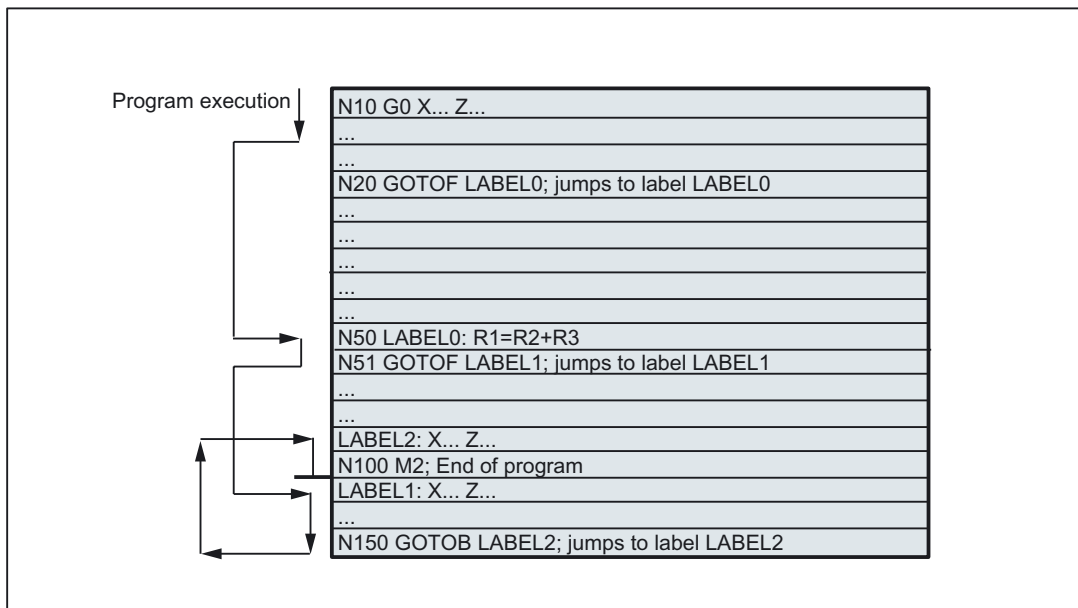 Program execution
N10 G0 X... Z...
...
...
N20 GOTOF LABEL0; jumps to label LABEL0
...
...
...
...
...
N50 LABEL0: R1=R2+R3
N51 GOTOF LABEL1; jumps to label LABEL1
...
...
LABEL2: X... Z...
N100 M2; End of program
LABEL1: X... Z...
...
N150 GOTOB LABEL2; jumps to label LABEL2